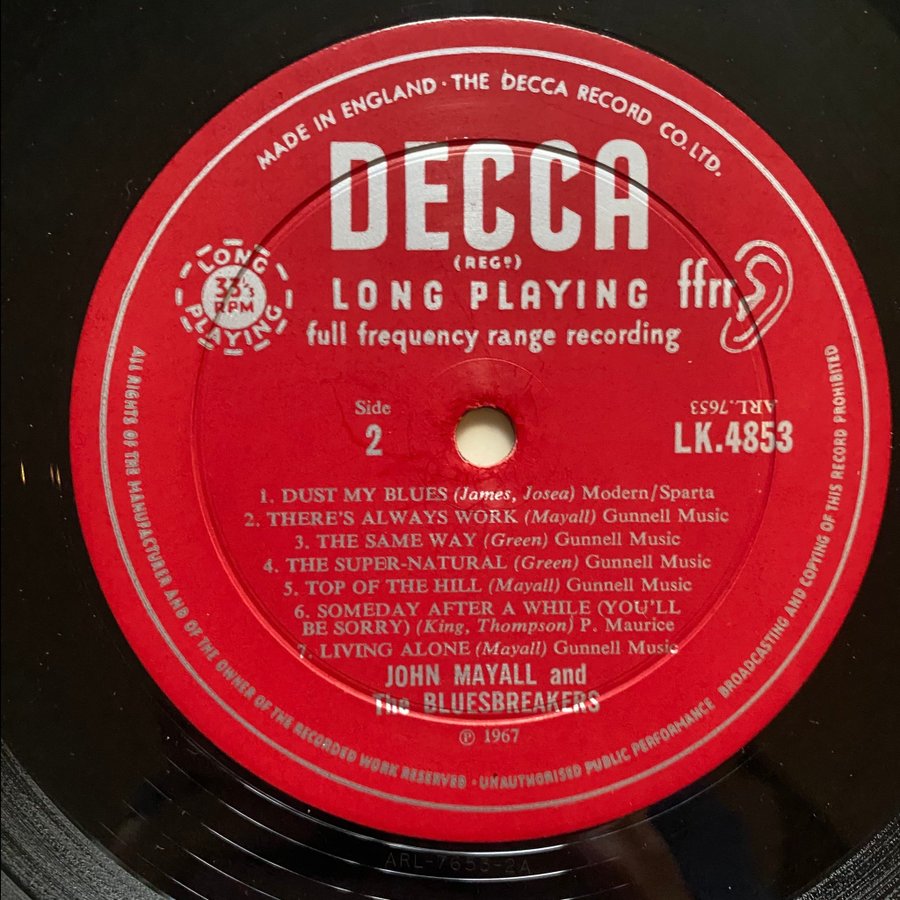 MADE IN ENGLAND · THE DECCA RECORD CO. LTD.
DECCA
(REGD)
LONG PLAYING
33⅓ RPM
LONG PLAYING ffrr
full frequency range recording
Side
2
ARL.7653
LK.4853
1. DUST MY BLUES (James, Josea) Modern/Sparta
2. THERE'S ALWAYS WORK (Mayall) Gunnell Music
3. THE SAME WAY (Green) Gunnell Music
4. THE SUPER-NATURAL (Green) Gunnell Music
5. TOP OF THE HILL (Mayall) Gunnell Music
6. SOMEDAY AFTER A WHILE (YOU'LL
BE SORRY) (King, Thompson) P. Maurice
7. LIVING ALONE (Mayall) Gunnell Music
JOHN MAYALL and
The BLUESBREAKERS
℗ 1967
ALL RIGHTS OF THE MANUFACTURER AND OF THE OWNER OF THE RECORDED WORK RESERVED · UNAUTHORISED PUBLIC PERFORMANCE BROADCASTING AND COPYING OF THIS RECORD PROHIBITED
ARL-7653-2A